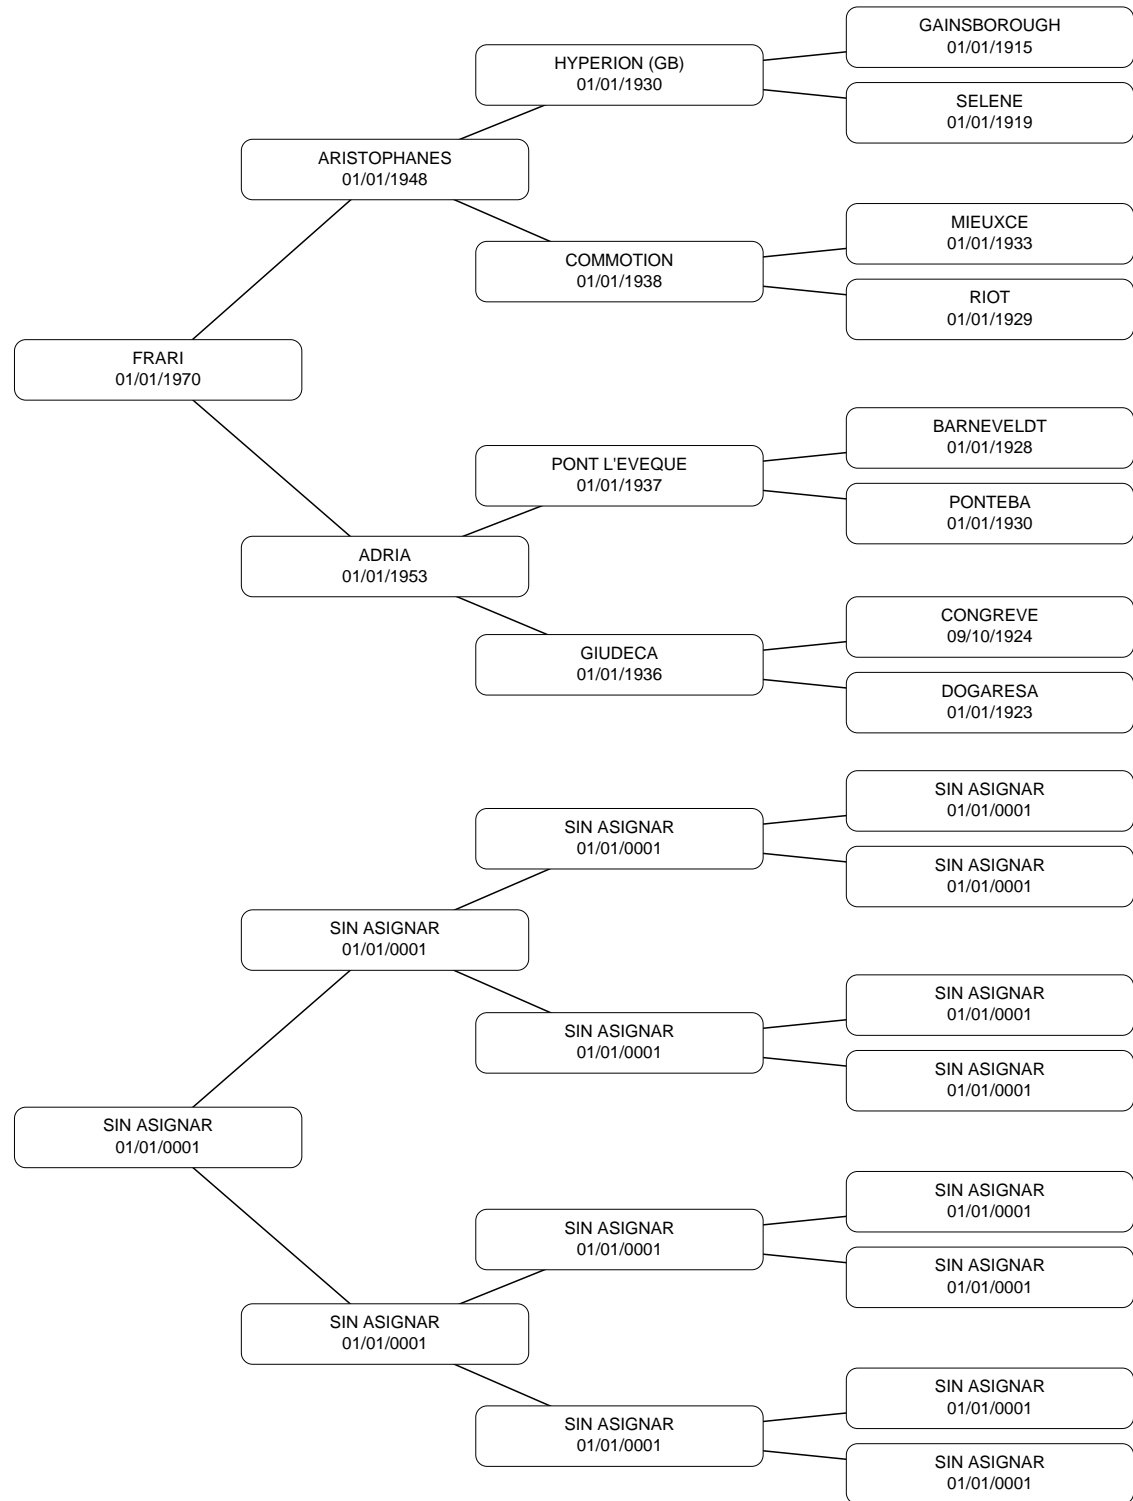 GAINSBOROUGH
01/01/1915
HYPERION (GB)
01/01/1930
SELENE
01/01/1919
ARISTOPHANES
01/01/1948
MIEUXCE
01/01/1933
COMMOTION
01/01/1938
RIOT
01/01/1929
FRARI
01/01/1970
BARNEVELDT
01/01/1928
PONT L'EVEQUE
01/01/1937
PONTEBA
01/01/1930
ADRIA
01/01/1953
CONGREVE
09/10/1924
GIUDECA
01/01/1936
DOGARESA
01/01/1923
SIN ASIGNAR
01/01/0001
SIN ASIGNAR
01/01/0001
SIN ASIGNAR
01/01/0001
SIN ASIGNAR
01/01/0001
SIN ASIGNAR
01/01/0001
SIN ASIGNAR
01/01/0001
SIN ASIGNAR
01/01/0001
SIN ASIGNAR
01/01/0001
SIN ASIGNAR
01/01/0001
SIN ASIGNAR
01/01/0001
SIN ASIGNAR
01/01/0001
SIN ASIGNAR
01/01/0001
SIN ASIGNAR
01/01/0001
SIN ASIGNAR
01/01/0001
SIN ASIGNAR
01/01/0001